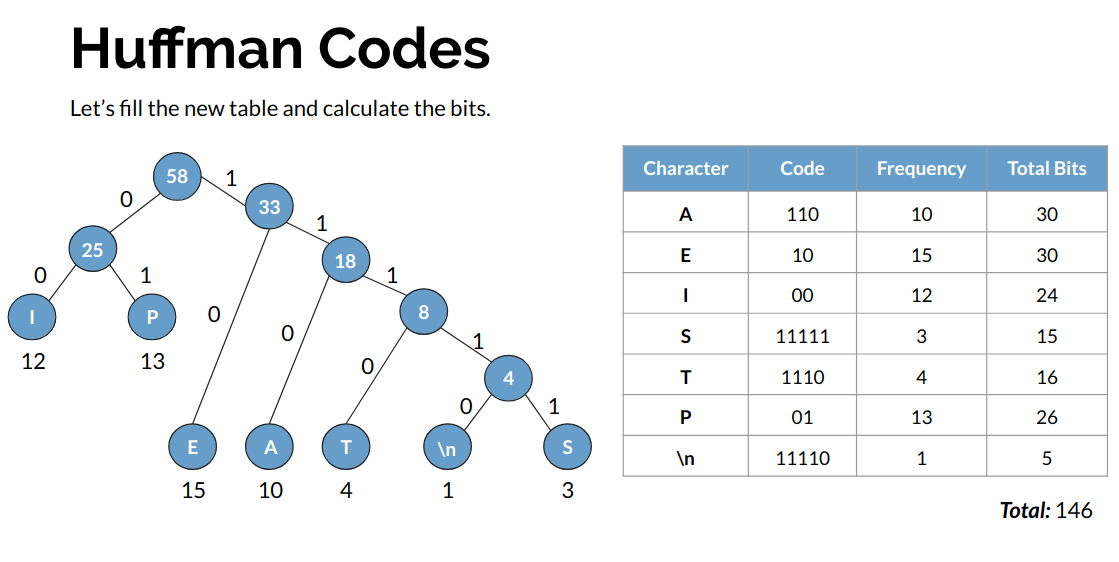 Huffman Codes
Let's fill the new table and calculate the bits.
58
1
0
33
1
25
18
0
1
1
I
P
0
8
12
13
0
1
0
4
0
1
E
A
T
\n
S
15
10
4
1
3
Character Code Frequency Total Bits
A 110 10 30
E 10 15 30
I 00 12 24
S 11111 3 15
T 1110 4 16
P 01 13 26
\n 11110 1 5
Total: 146